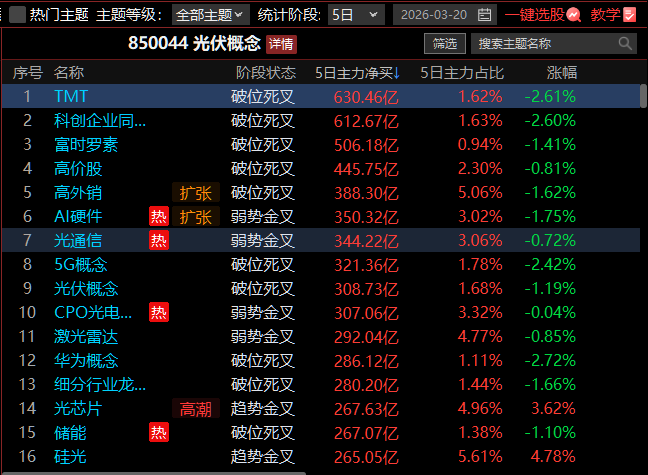 热门主题 主题等级: 全部主题 统计阶段: 5日 2026-03-20 一键选股 教学
850044 光伏概念 详情 筛选 搜索主题名称
序号 名称 阶段状态 5日主力净买↓ 5日主力占比 涨幅
1 TMT 破位死叉 630.46亿 1.62% -2.61%
2 科创企业同... 破位死叉 612.67亿 1.63% -2.60%
3 富时罗素 破位死叉 506.18亿 0.94% -1.41%
4 高价股 破位死叉 445.75亿 2.30% -0.81%
5 高外销 扩张 破位死叉 388.30亿 5.06% -1.62%
6 AI硬件 热 扩张 弱势金叉 350.32亿 3.02% -1.75%
7 光通信 热 弱势金叉 344.22亿 3.06% -0.72%
8 5G概念 破位死叉 321.36亿 1.78% -2.42%
9 光伏概念 破位死叉 308.73亿 1.68% -1.19%
10 CPO光电... 热 弱势金叉 307.06亿 3.32% -0.04%
11 激光雷达 弱势金叉 292.04亿 4.77% -0.85%
12 华为概念 破位死叉 286.12亿 1.11% -2.72%
13 细分行业龙... 破位死叉 280.20亿 1.44% -1.66%
14 光芯片 高潮 趋势金叉 267.63亿 4.96% 3.62%
15 储能 热 破位死叉 267.07亿 1.38% -1.10%
16 硅光 趋势金叉 265.05亿 5.61% 4.78%